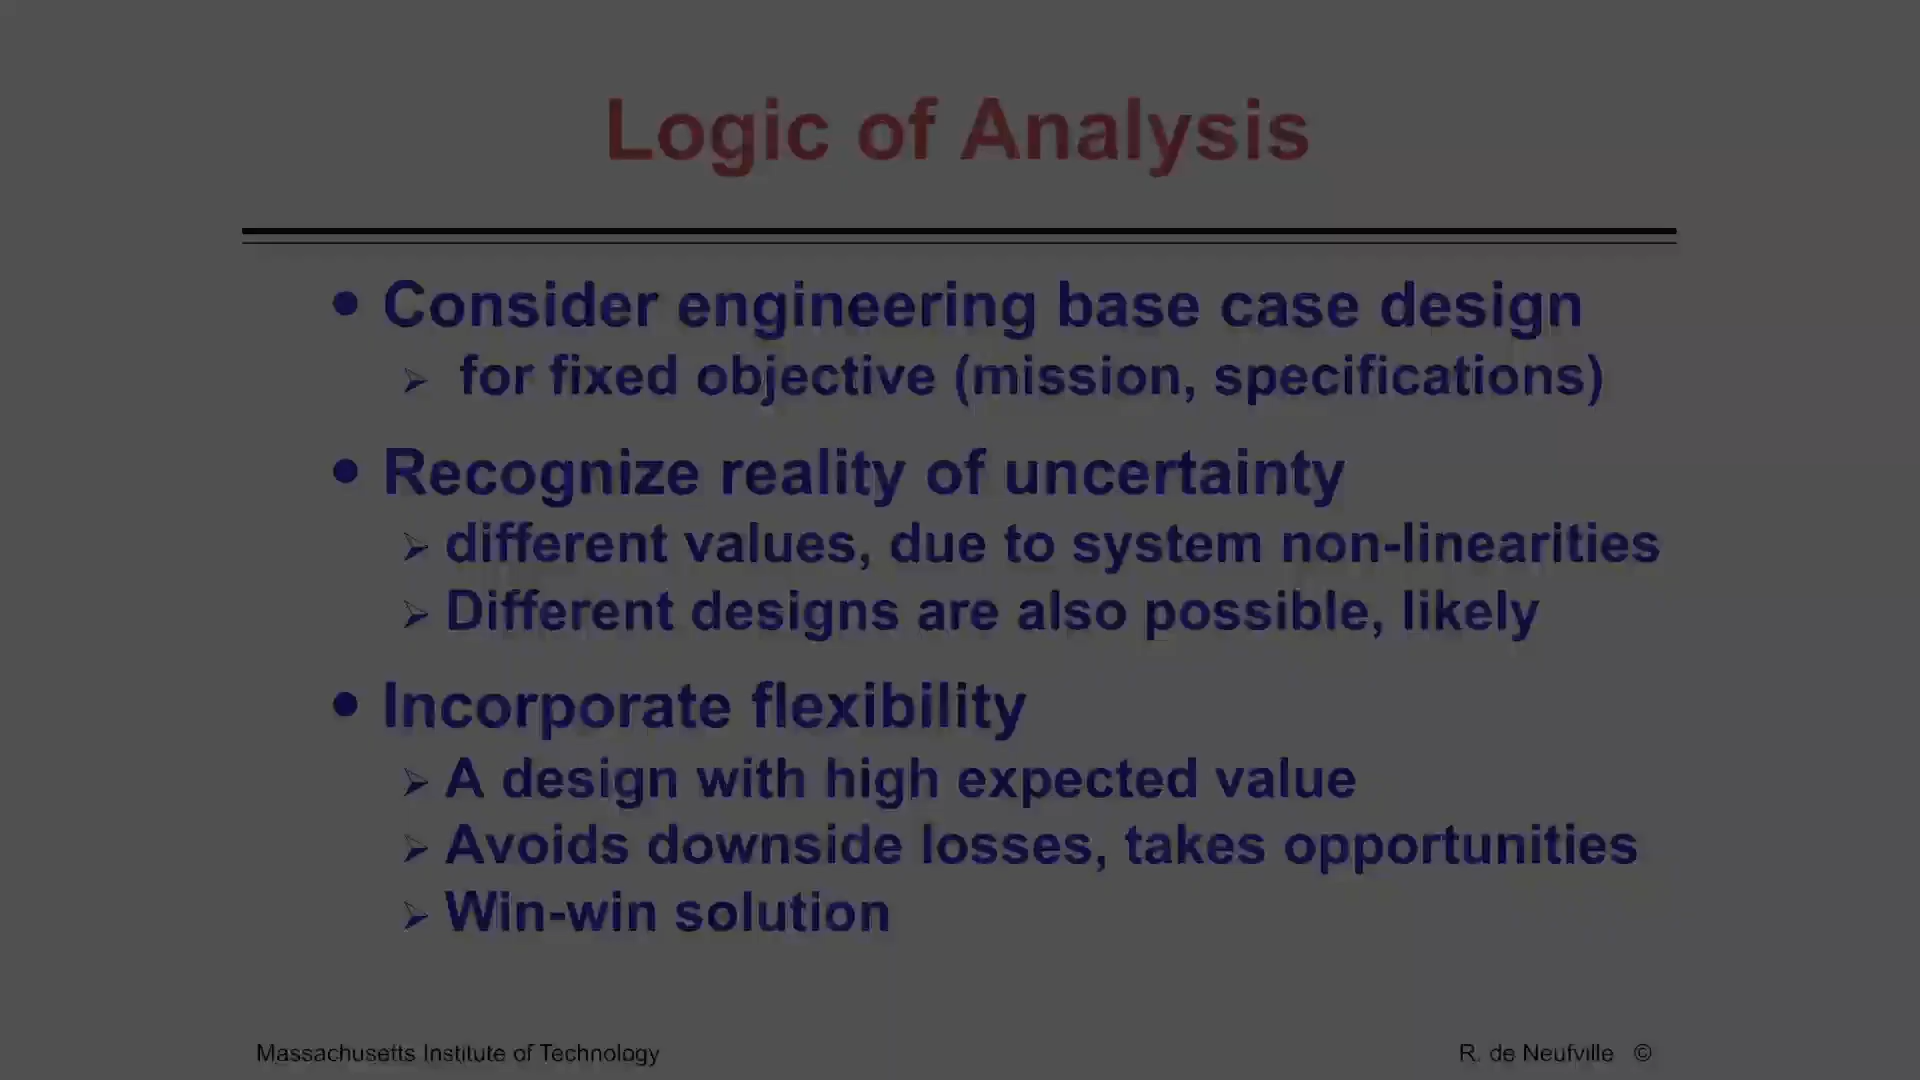 Logic of Analysis
• Consider engineering base case design
➢ for fixed objective (mission, specifications)
• Recognize reality of uncertainty
➢ different values, due to system non-linearities
➢ Different designs are also possible, likely
• Incorporate flexibility
➢ A design with high expected value
➢ Avoids downside losses, takes opportunities
➢ Win-win solution
Massachusetts Institute of Technology
R. de Neufville ©